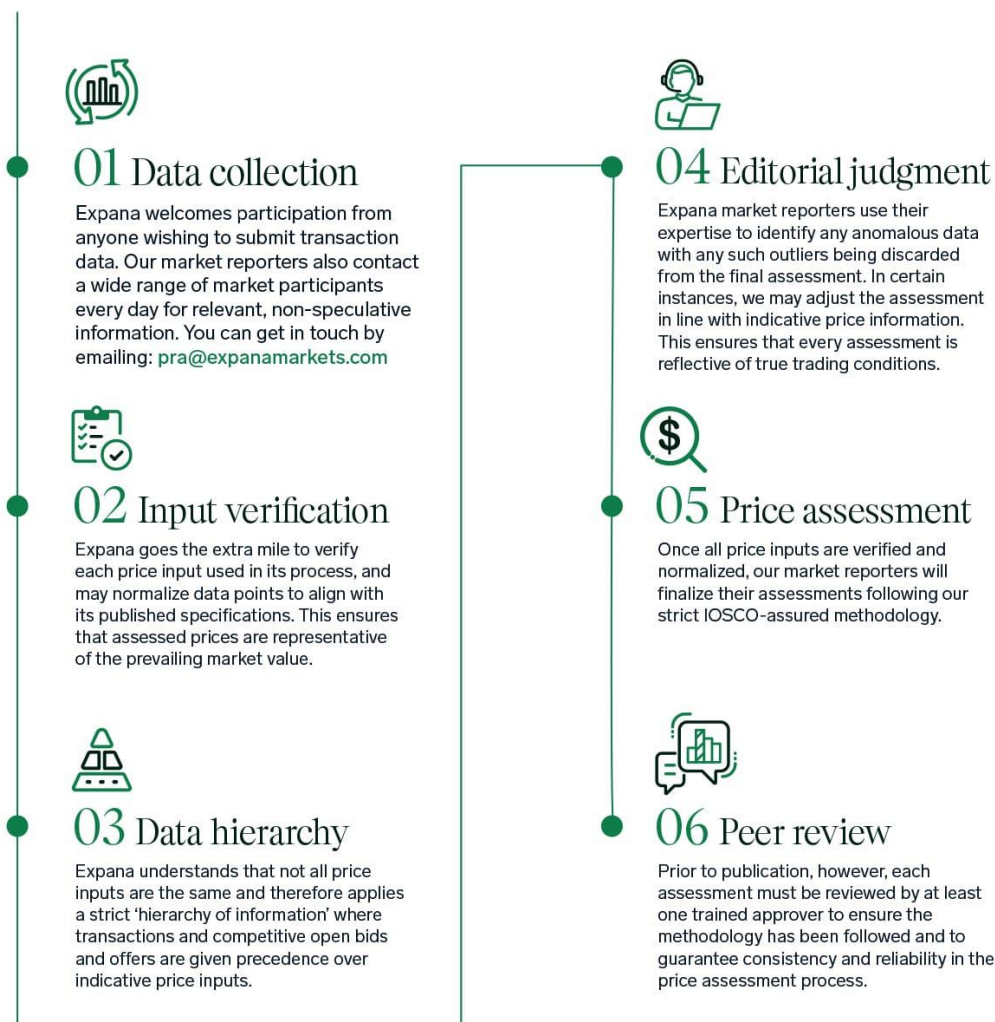 01 Data collection
Expana welcomes participation from
anyone wishing to submit transaction
data. Our market reporters also contact
a wide range of market participants
every day for relevant, non-speculative
information. You can get in touch by
emailing: pra@expanamarkets.com
02 Input verification
Expana goes the extra mile to verify
each price input used in its process, and
may normalize data points to align with
its published specifications. This ensures
that assessed prices are representative
of the prevailing market value.
03 Data hierarchy
Expana understands that not all price
inputs are the same and therefore applies
a strict ‘hierarchy of information’ where
transactions and competitive open bids
and offers are given precedence over
indicative price inputs.
04 Editorial judgment
Expana market reporters use their
expertise to identify any anomalous data
with any such outliers being discarded
from the final assessment. In certain
instances, we may adjust the assessment
in line with indicative price information.
This ensures that every assessment is
reflective of true trading conditions.
$
05 Price assessment
Once all price inputs are verified and
normalized, our market reporters will
finalize their assessments following our
strict IOSCO-assured methodology.
06 Peer review
Prior to publication, however, each
assessment must be reviewed by at least
one trained approver to ensure the
methodology has been followed and to
guarantee consistency and reliability in the
price assessment process.